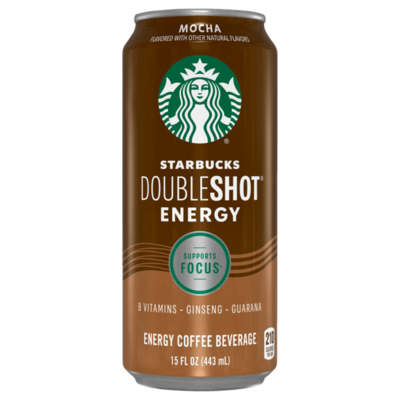 MOCHA
FLAVORED WITH OTHER NATURAL FLAVORS
STARBUCKS
DOUBLESHOT®
ENERGY
SUPPORTS
FOCUS
B VITAMINS - GINSENG - GUARANA
ENERGY COFFEE BEVERAGE
15 FL OZ (443 mL)
210